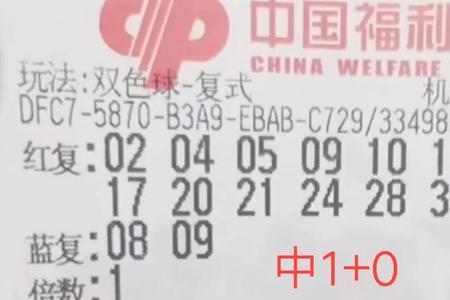 中国福利
CHINA WELFARE
玩法:双色球-复式 机
DFC7-5870-B3A9-EBAB-C729/33498
红复:02 04 05 09 10 1
17 20 21 24 28 3
蓝复:08 09
倍数:1
中1+0